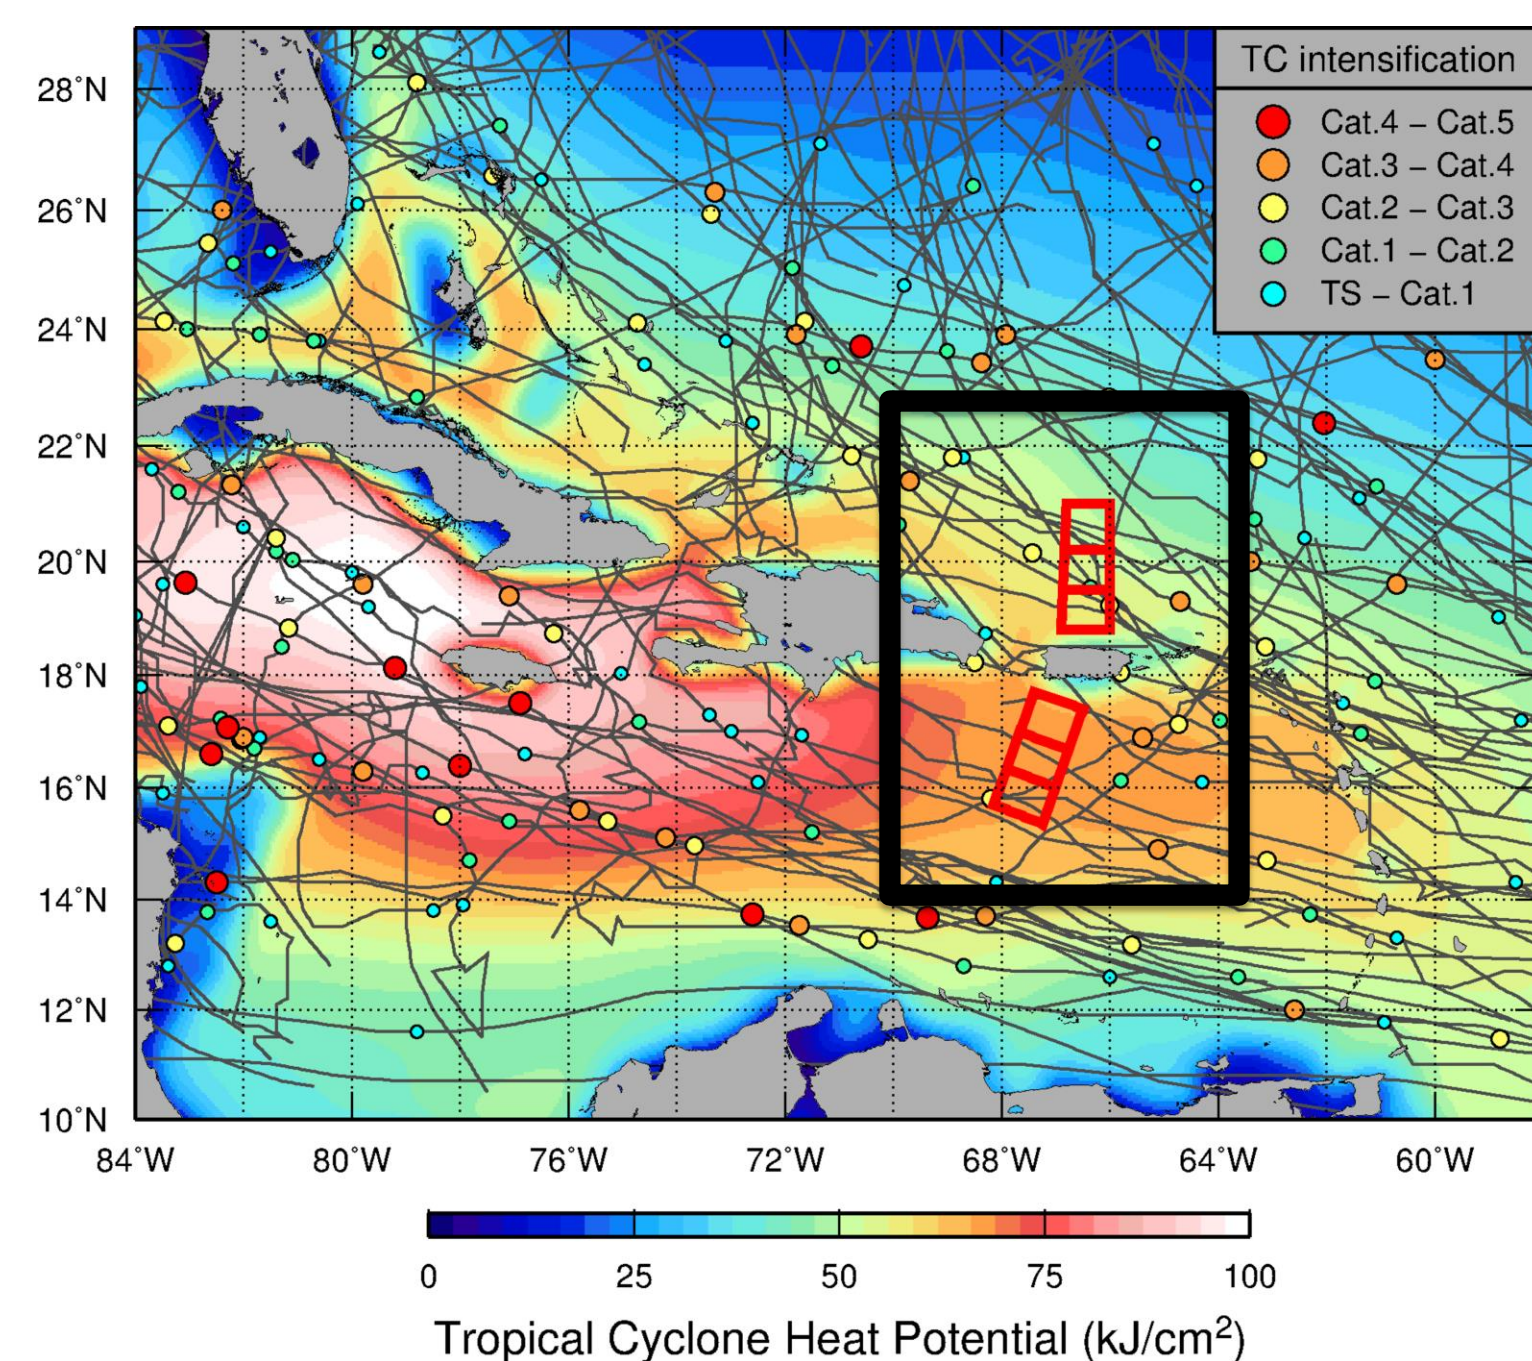 TC intensification
Cat.4 – Cat.5
Cat.3 – Cat.4
Cat.2 – Cat.3
Cat.1 – Cat.2
TS – Cat.1
28˚N
26˚N
24˚N
22˚N
20˚N
18˚N
16˚N
14˚N
12˚N
10˚N
84˚W 80˚W 76˚W 72˚W 68˚W 64˚W 60˚W
0 25 50 75 100
Tropical Cyclone Heat Potential (kJ/cm²)